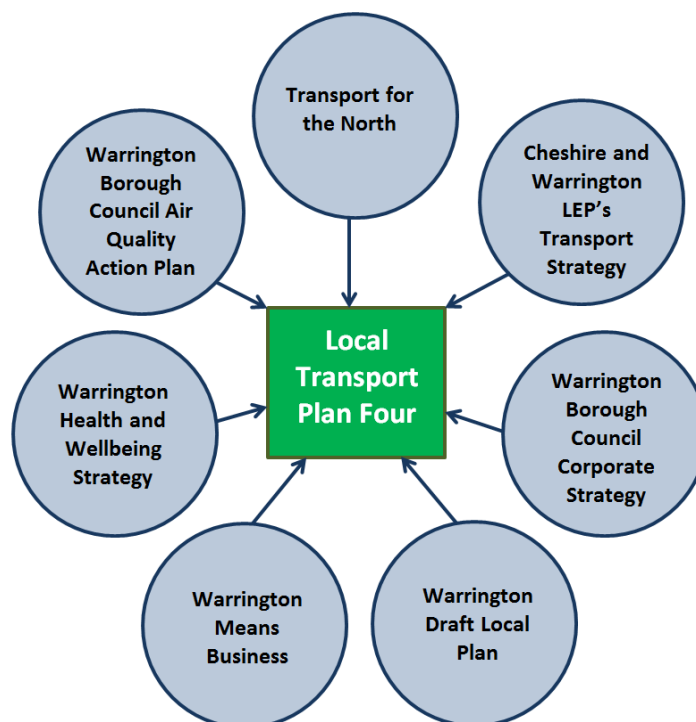 Transport for
the North
Warrington
Borough
Council Air
Quality
Action Plan
Cheshire and
Warrington
LEP's
Transport
Strategy
Local
Transport
Plan Four
Warrington
Health and
Wellbeing
Strategy
Warrington
Borough
Council
Corporate
Strategy
Warrington
Means
Business
Warrington
Draft Local
Plan